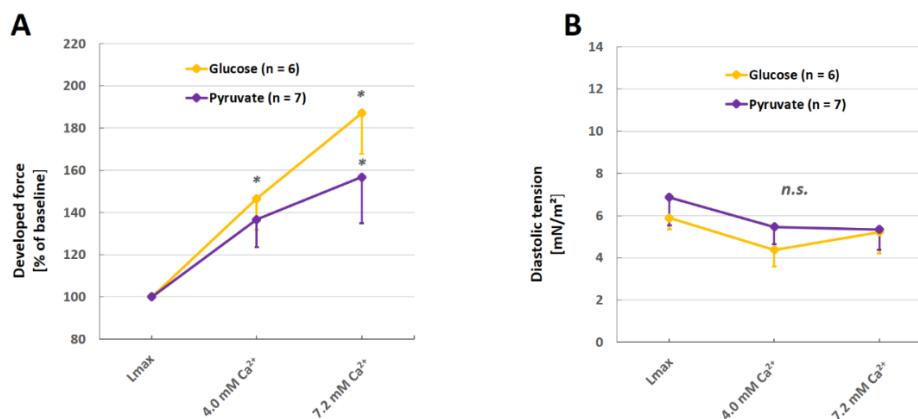 A
Developed force
[% of baseline]
220
200
180
160
140
120
100
80
Glucose (n = 6)
Pyruvate (n = 7)
*
*
*
Lmax
4.0 mM Ca²⁺
7.2 mM Ca²⁺
B
Diastolic tension
[mN/m²]
14
12
10
8
6
4
2
0
Glucose (n = 6)
Pyruvate (n = 7)
n.s.
Lmax
4.0 mM Ca²⁺
7.2 mM Ca²⁺